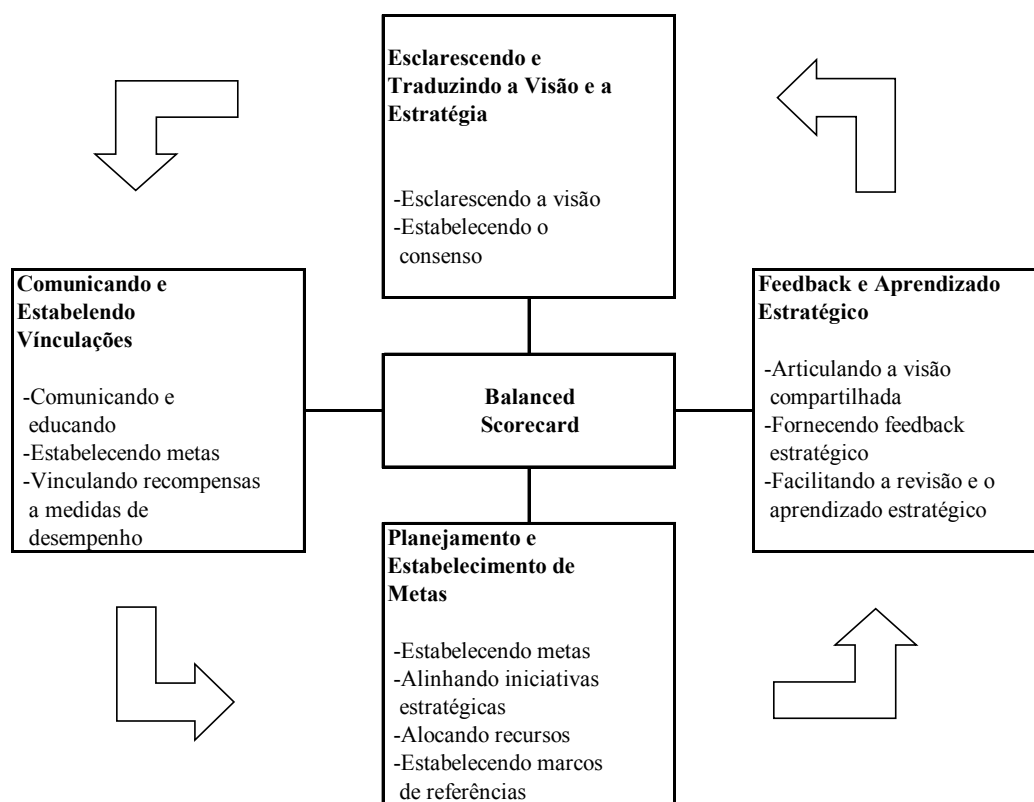 Esclarescendo e
Traduzindo a Visão e a
Estratégia
-Esclarescendo a visão
-Estabelecendo o
consenso
Comunicando e
Estabelendo
Vínculações
-Comunicando e
educando
-Estabelecendo metas
-Vinculando recompensas
a medidas de
desempenho
Balanced
Scorecard
Feedback e Aprendizado
Estratégico
-Articulando a visão
compartilhada
-Fornecendo feedback
estratégico
-Facilitando a revisão e o
aprendizado estratégico
Planejamento e
Estabelecimento de
Metas
-Estabelecendo metas
-Alinhando iniciativas
estratégicas
-Alocando recursos
-Estabelecendo marcos
de referências